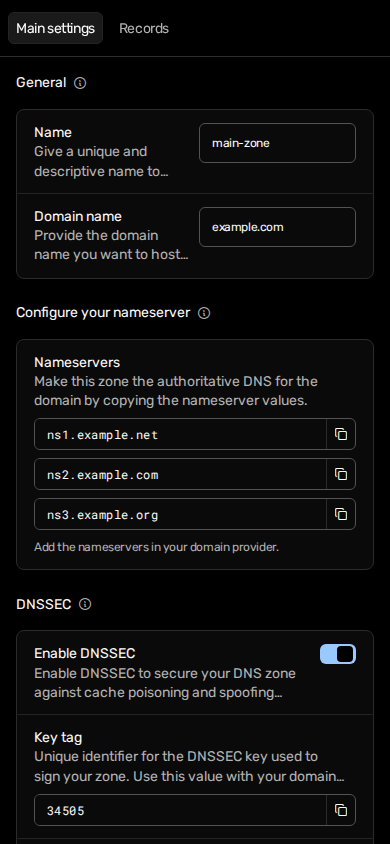 Main settings Records
General
Name
Give a unique and
descriptive name to…
main-zone
Domain name
Provide the domain
name you want to host…
example.com
Configure your nameserver
Nameservers
Make this zone the authoritative DNS for the
domain by copying the nameserver values.
ns1.example.net
ns2.example.com
ns3.example.org
Add the nameservers in your domain provider.
DNSSEC
Enable DNSSEC
Enable DNSSEC to secure your DNS zone
against cache poisoning and spoofing…
Key tag
Unique identifier for the DNSSEC key used to
sign your zone. Use this value with your domain…
34505